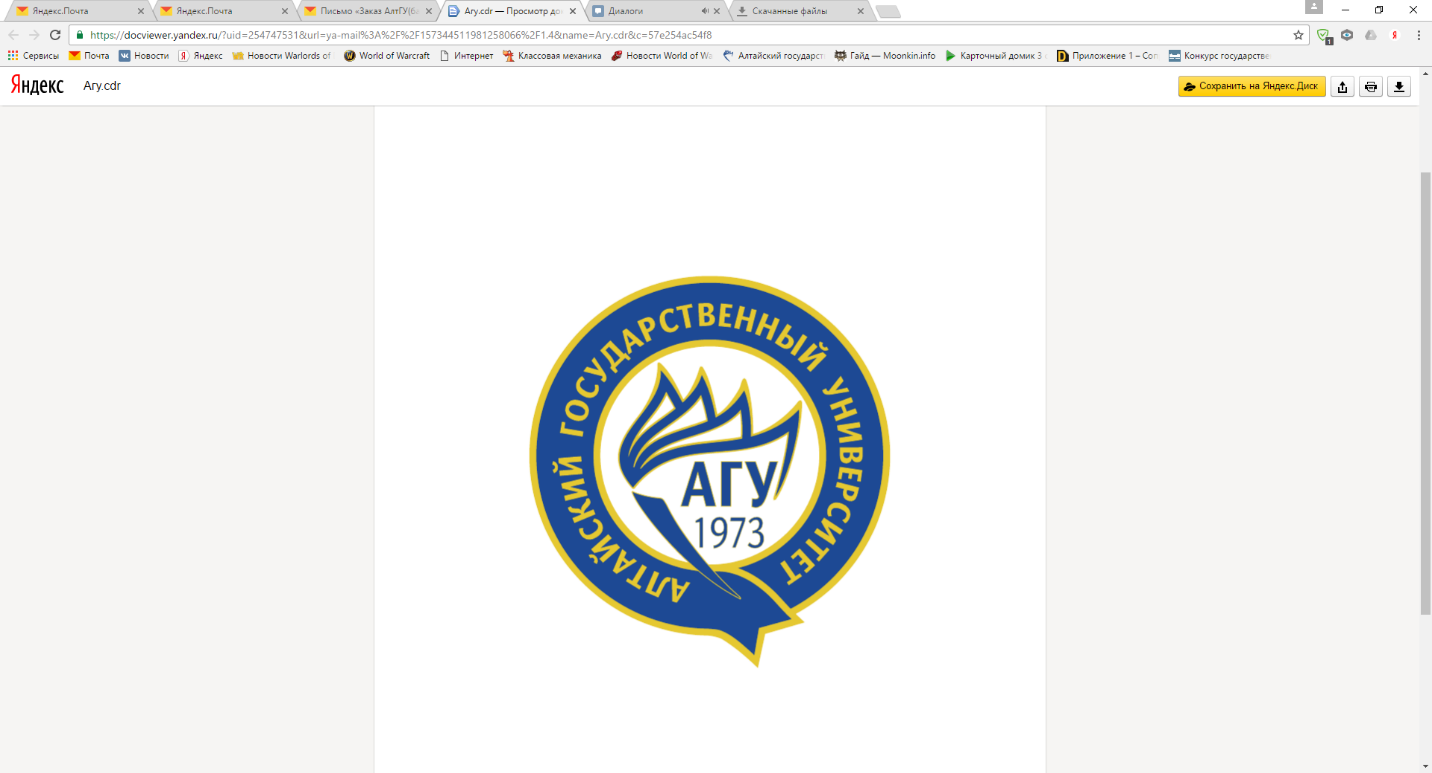 Яндекс.Почта
Яндекс.Почта
Письмо «Заказ АлтГУ(б
Агу.cdr — Просмотр до
Диалоги
Скачанные файлы
https://docviewer.yandex.ru/?uid=254747531&url=ya-mail%3A%2F%2F157344511981258066%2F1.4&name=Агу.cdr&c=57e254ac54f8
1
Сервисы
Почта
Новости
Яндекс
Новости Warlords of
World of Warcraft
Интернет
Классовая механика
Новости World of Wa
Алтайский государст
Гайд — Moonkin.info
Карточный домик 3
Приложение 1 – Соп
Конкурс государстве
Яндекс
Агу.cdr
Сохранить на Яндекс.Диск
АЛТАЙСКИЙ ГОСУДАРСТВЕННЫЙ УНИВЕРСИТЕТ
АГУ
1973